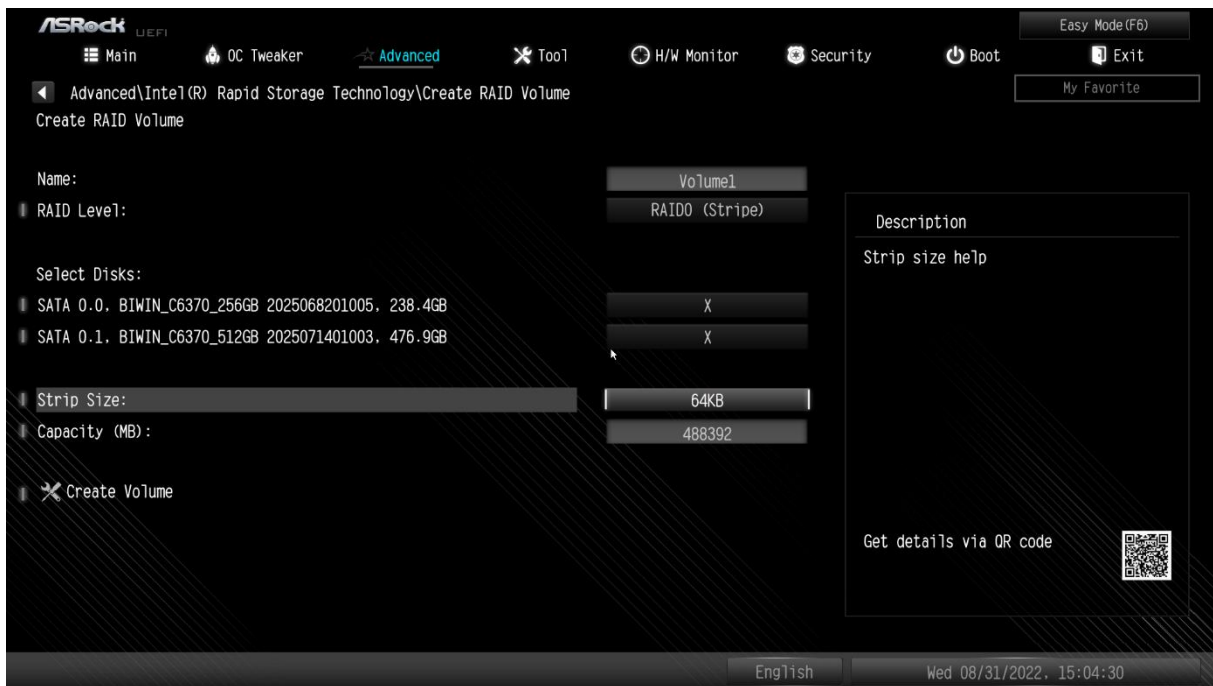 ASRock UEFI
Easy Mode(F6)
Main OC Tweaker Advanced Tool H/W Monitor Security Boot Exit
Advanced\Intel(R) Rapid Storage Technology\Create RAID Volume
My Favorite
Create RAID Volume
Name: Volume1
RAID Level: RAID0 (Stripe)
Description
Strip size help
Select Disks:
SATA 0.0, BIWIN_C6370_256GB 2025068201005, 238.4GB X
SATA 0.1, BIWIN_C6370_512GB 2025071401003, 476.9GB X
Strip Size: 64KB
Capacity (MB): 488392
Create Volume
Get details via QR code
English
Wed 08/31/2022, 15:04:30